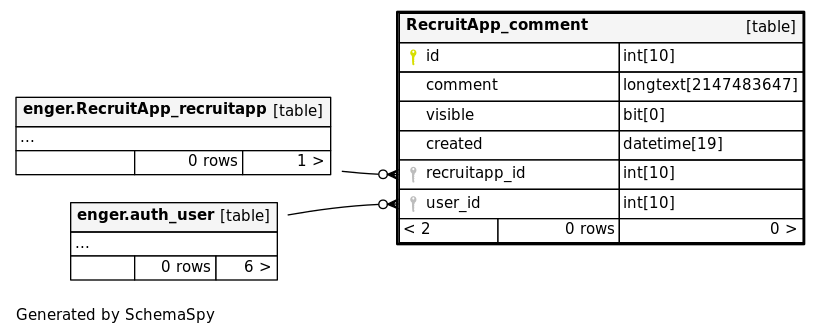 RecruitApp_comment [table]
id int[10]
comment longtext[2147483647]
visible bit[0]
created datetime[19]
recruitapp_id int[10]
user_id int[10]
< 2 0 rows 0 >
enger.RecruitApp_recruitapp [table]
...
0 rows 1 >
enger.auth_user [table]
...
0 rows 6 >
Generated by SchemaSpy